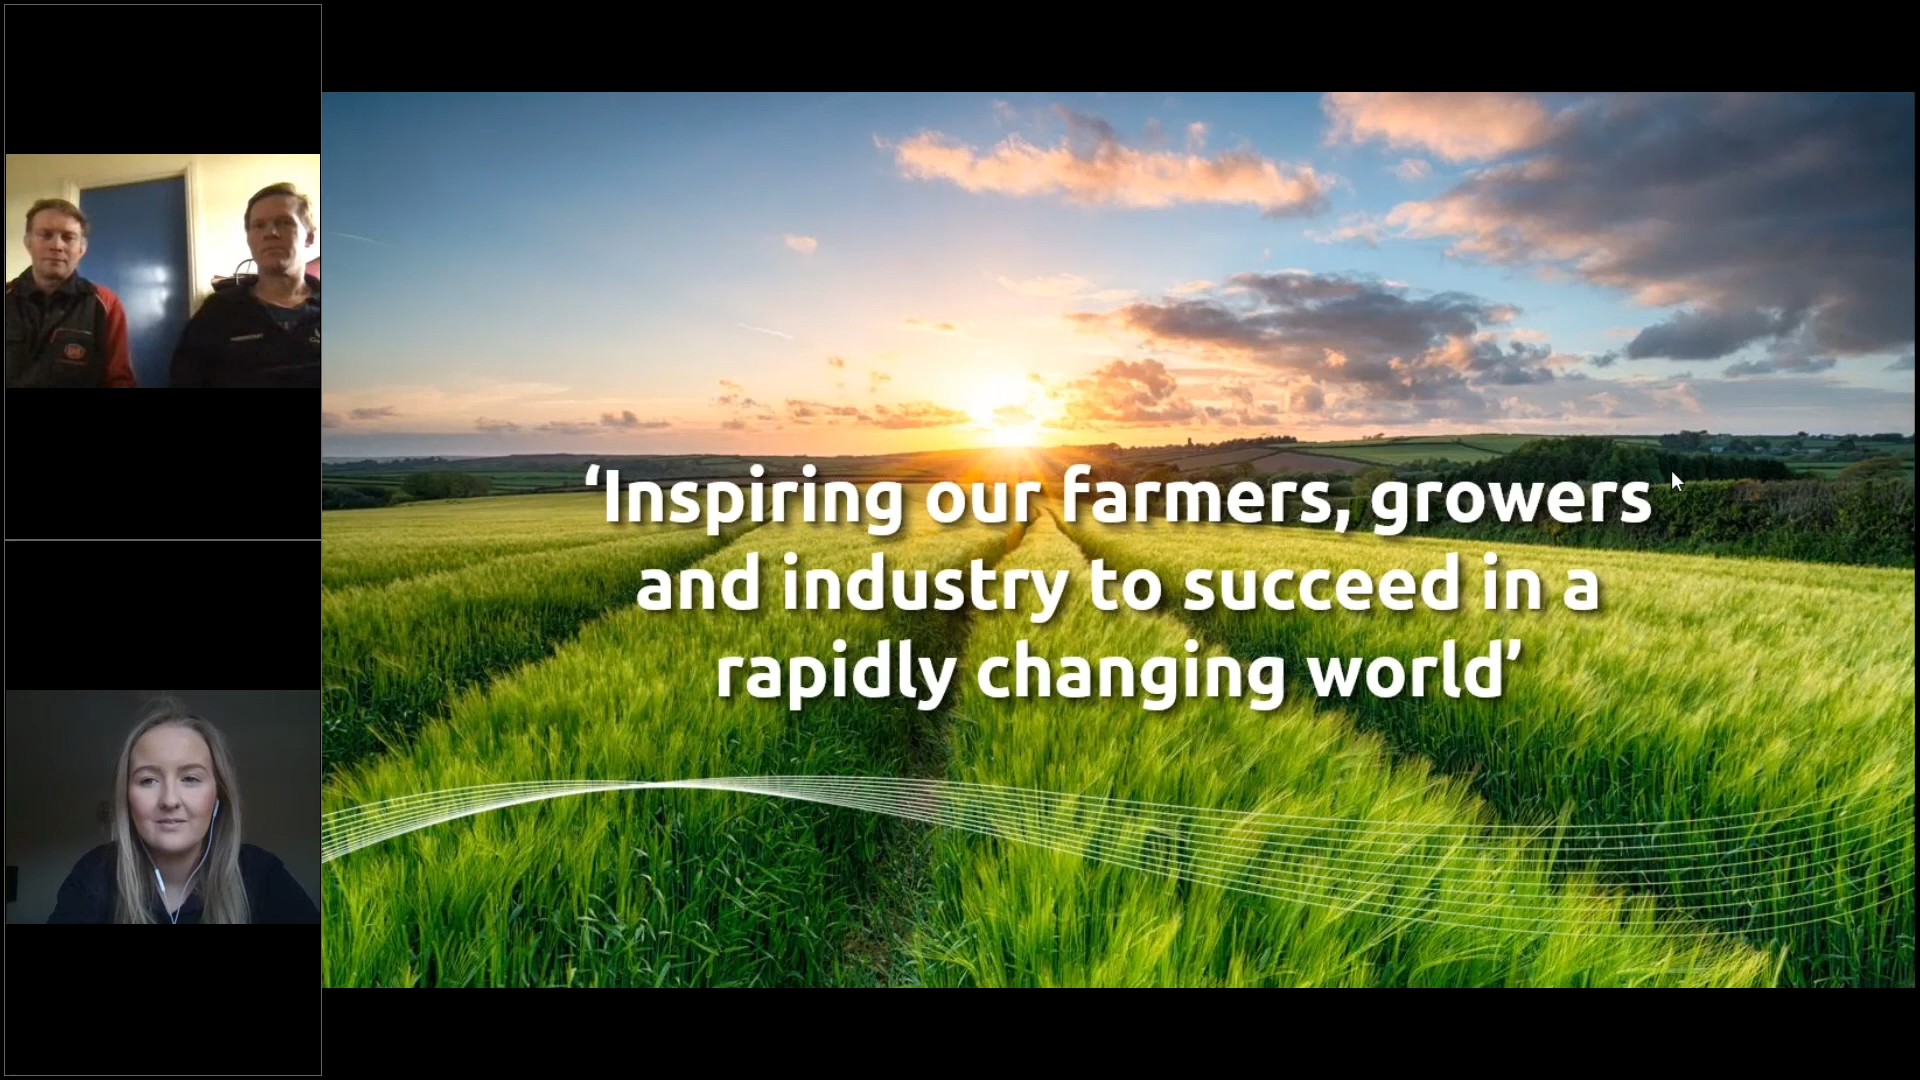 ‘Inspiring our farmers, growers
and industry to succeed in a
rapidly changing world’